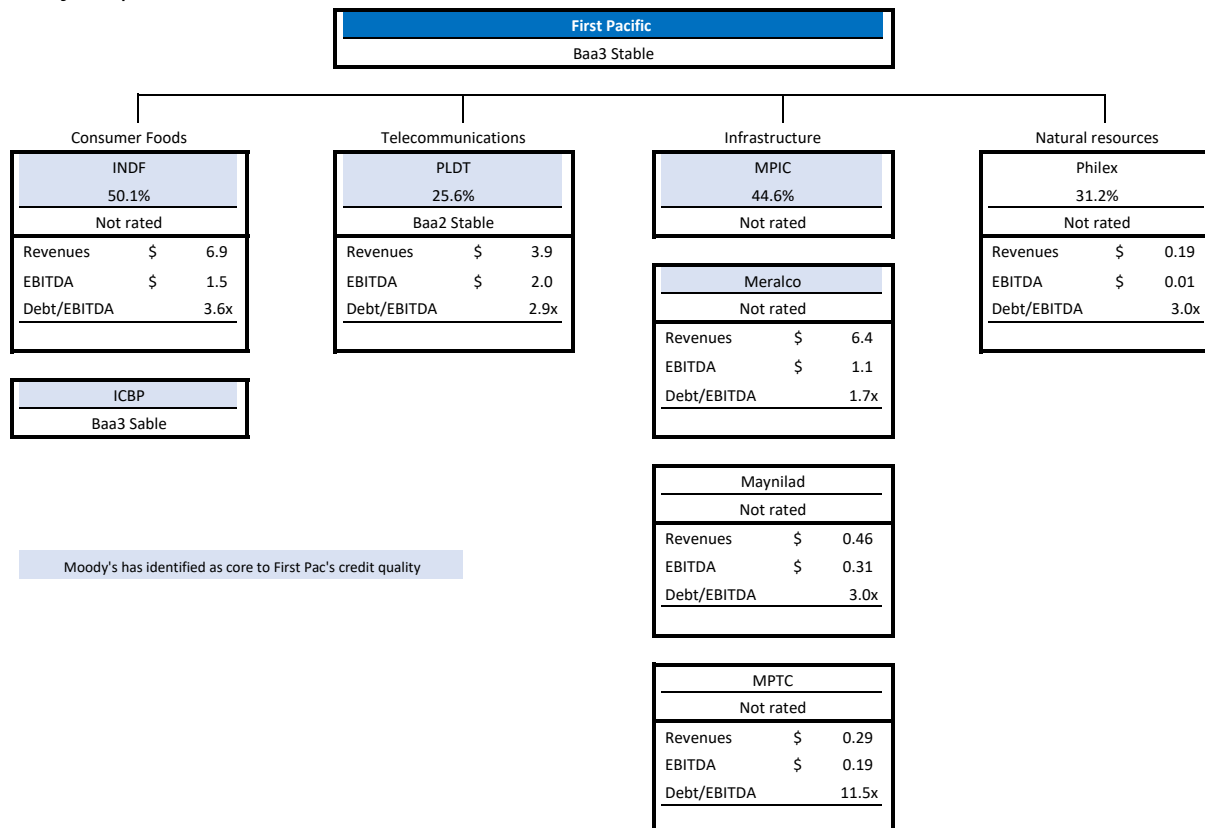 First Pacific
Baa3 Stable
Consumer Foods
INDF
50.1%
Not rated
Revenues $ 6.9
EBITDA $ 1.5
Debt/EBITDA 3.6x
ICBP
Baa3 Sable
Telecommunications
PLDT
25.6%
Baa2 Stable
Revenues $ 3.9
EBITDA $ 2.0
Debt/EBITDA 2.9x
Infrastructure
MPIC
44.6%
Not rated
Meralco
Not rated
Revenues $ 6.4
EBITDA $ 1.1
Debt/EBITDA 1.7x
Maynilad
Not rated
Revenues $ 0.46
EBITDA $ 0.31
Debt/EBITDA 3.0x
MPTC
Not rated
Revenues $ 0.29
EBITDA $ 0.19
Debt/EBITDA 11.5x
Natural resources
Philex
31.2%
Not rated
Revenues $ 0.19
EBITDA $ 0.01
Debt/EBITDA 3.0x
Moody's has identified as core to First Pac's credit quality